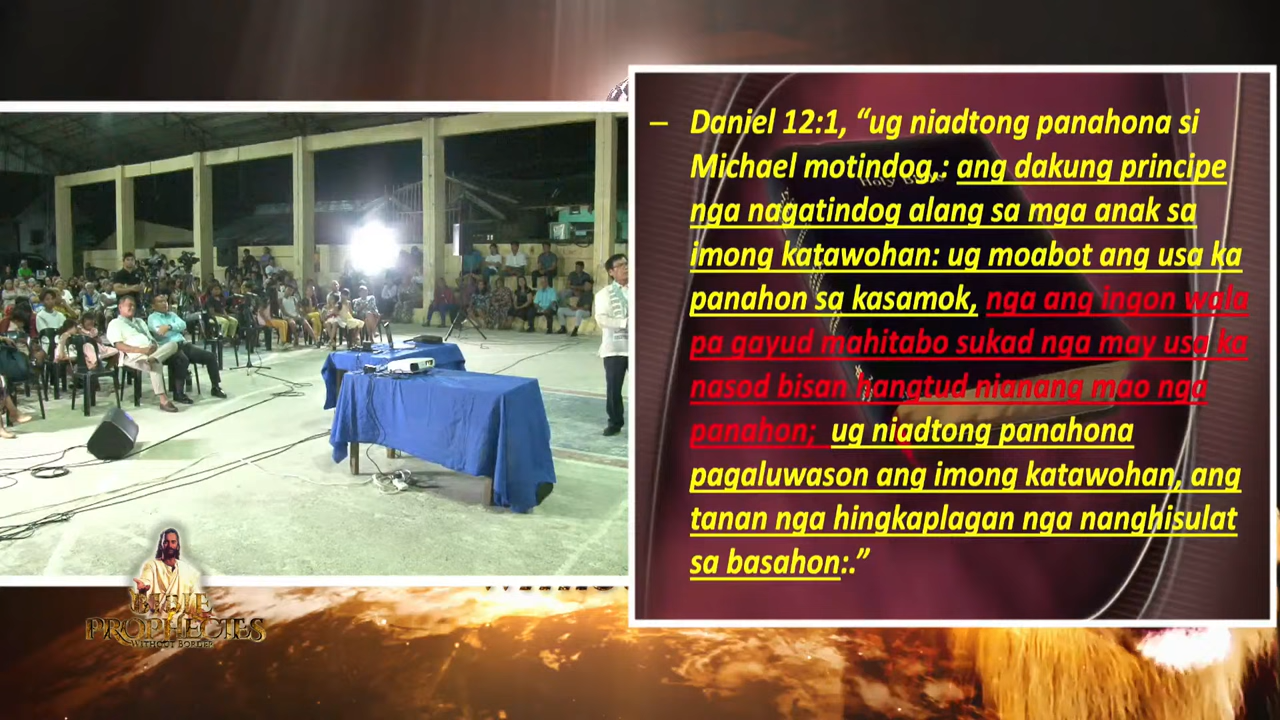 – Daniel 12:1, “ug niadtong panahona si
Michael motindog,: ang dakung principe
nga nagatindog alang sa mga anak sa
imong katawohan: ug moabot ang usa ka
panahon sa kasamok, nga ang ingon wala
pa gayud mahitabo sukad nga may usa ka
nasod bisan hangtud nianang mao nga
panahon; ug niadtong panahona
pagaluwason ang imong katawohan, ang
tanan nga hingkaplagan nga nanghisulat
sa basahon:.”
Holy
BIBLE
PROPHECIES
WITHOUT BORDER